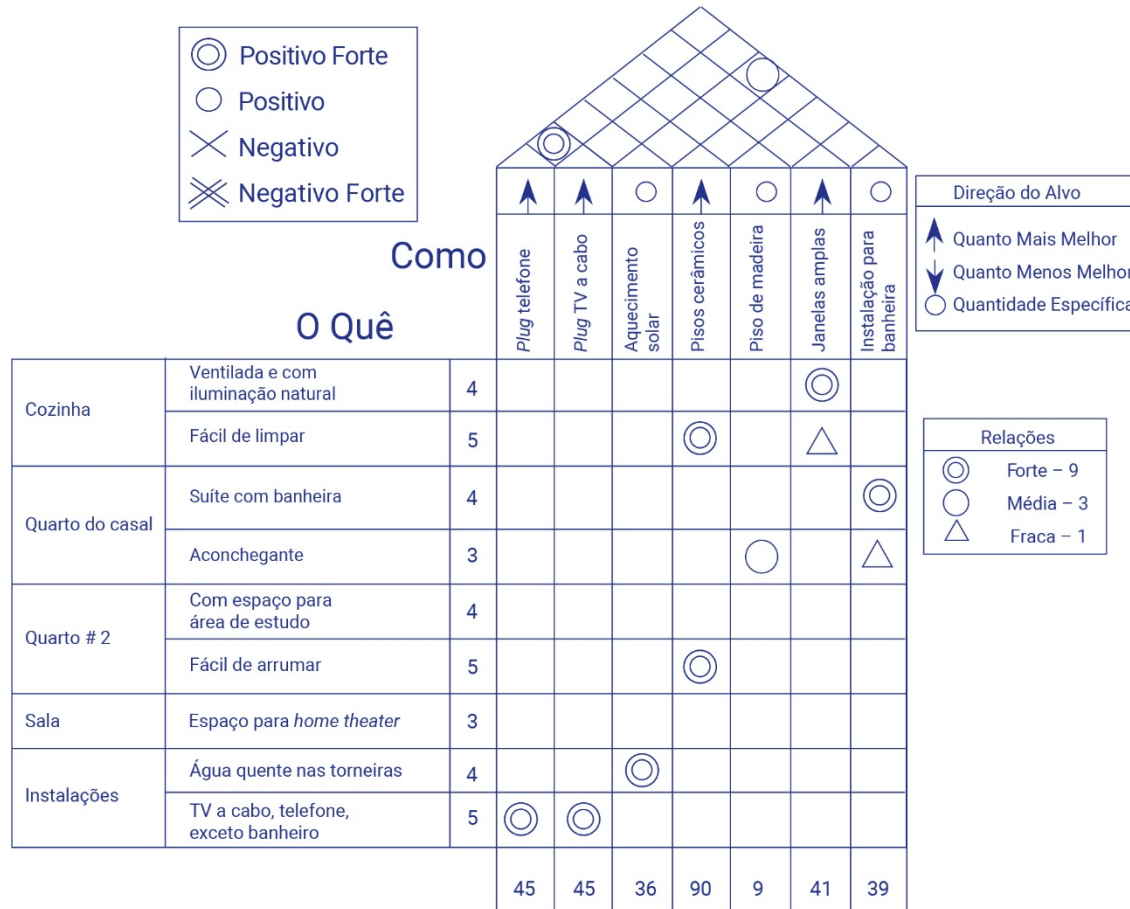 Positivo Forte
Positivo
Negativo
Negativo Forte
Como
O Quê
Plug telefone
Plug TV a cabo
Aquecimento
solar
Pisos cerâmicos
Piso de madeira
Janelas amplas
Instalação para
banheira
Direção do Alvo
Quanto Mais Melhor
Quanto Menos Melhor
Quantidade Específica
Cozinha
Ventilada e com
iluminação natural
4
Fácil de limpar
5
Quarto do casal
Suíte com banheira
4
Aconchegante
3
Quarto # 2
Com espaço para
área de estudo
4
Fácil de arrumar
5
Sala
Espaço para home theater
3
Instalações
Água quente nas torneiras
4
TV a cabo, telefone,
exceto banheiro
5
Relações
Forte – 9
Média – 3
Fraca – 1
45 45 36 90 9 41 39